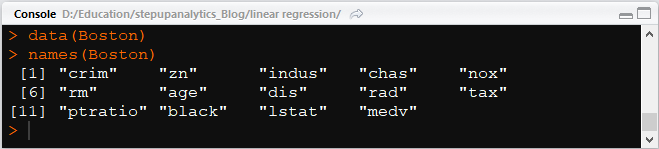 Console D:/Education/stepupanalytics_Blog/linear regression/
> data(Boston)
> names(Boston)
[1] "crim" "zn" "indus" "chas" "nox"
[6] "rm" "age" "dis" "rad" "tax"
[11] "ptratio" "black" "lstat" "medv"
>